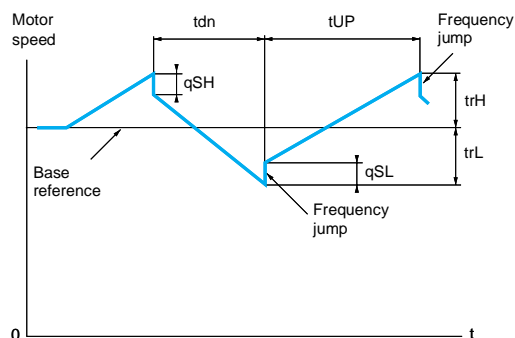 Motor
speed
tdn
tUP
Frequency
jump
qSH
trH
Base
reference
qSL
trL
Frequency
jump
0
t